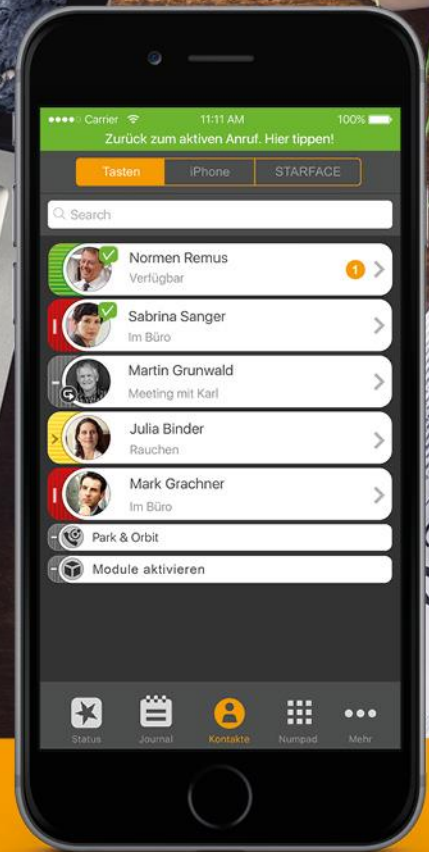 Carrier 11:11 AM 100%
Zurück zum aktiven Anruf. Hier tippen!
Tasten iPhone STARFACE
Search
Normen Remus
Verfügbar
1
Sabrina Sanger
Im Büro
Martin Grunwald
Meeting mit Karl
Julia Binder
Rauchen
Mark Grachner
Im Büro
Park & Orbit
Module aktivieren
Status Journal Kontakte Numpad Mehr